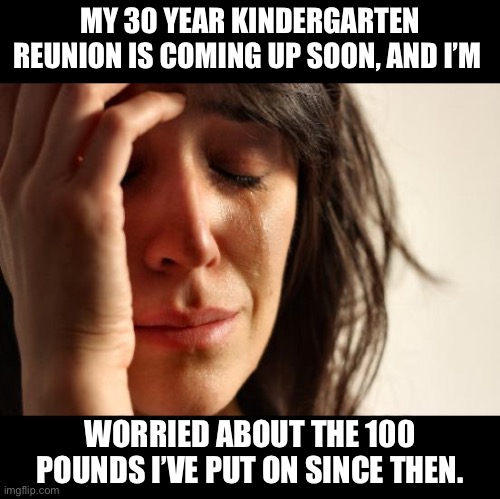 MY 30 YEAR KINDERGARTEN
REUNION IS COMING UP SOON, AND I'M
WORRIED ABOUT THE 100
POUNDS I'VE PUT ON SINCE THEN.
imgflip.com